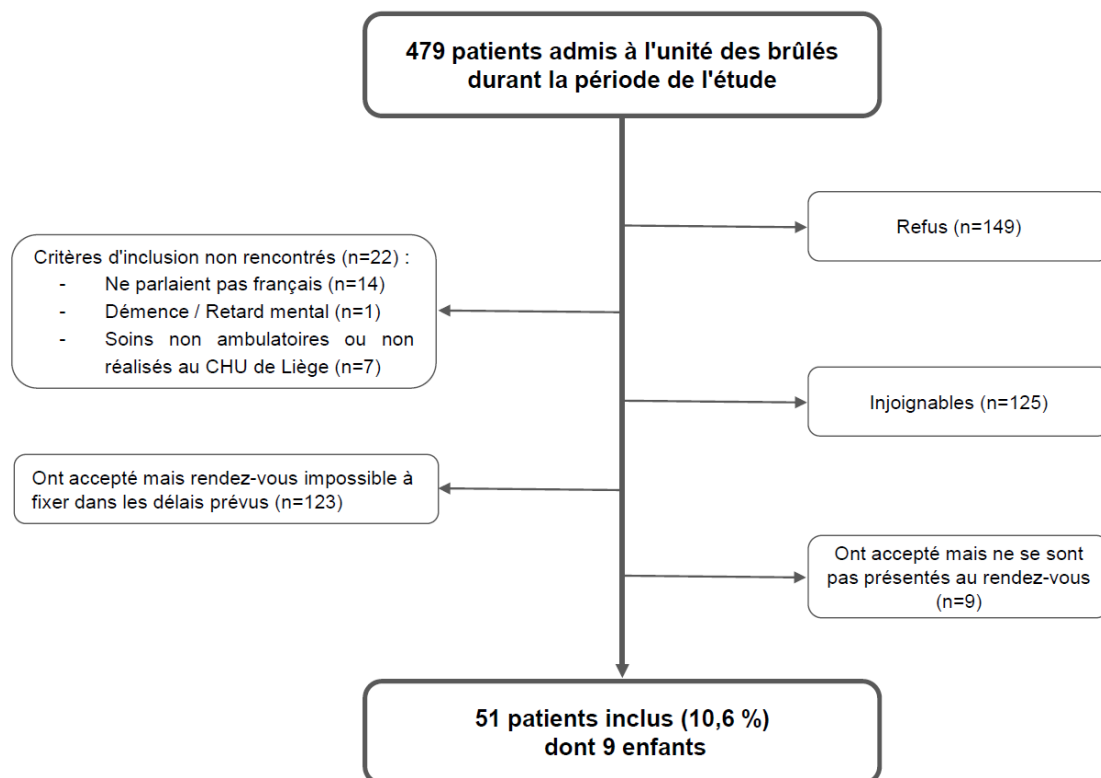 479 patients admis à l'unité des brûlés
durant la période de l'étude
Refus (n=149)
Critères d'inclusion non rencontrés (n=22) :
- Ne parlaient pas français (n=14)
- Démence / Retard mental (n=1)
- Soins non ambulatoires ou non
réalisés au CHU de Liège (n=7)
Injoignables (n=125)
Ont accepté mais rendez-vous impossible à
fixer dans les délais prévus (n=123)
Ont accepté mais ne se sont
pas présentés au rendez-vous
(n=9)
51 patients inclus (10,6 %)
dont 9 enfants